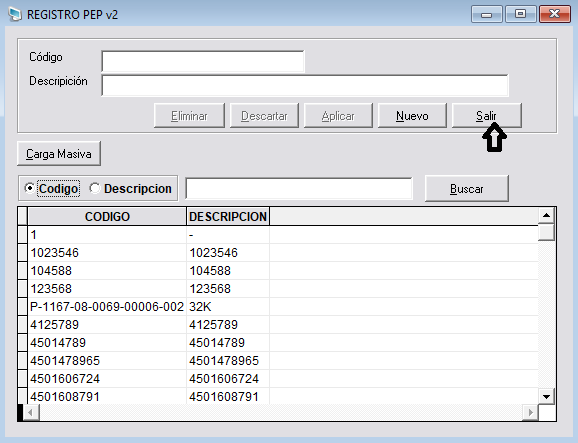 REGISTRO PEP v2
Código
Descripición
Eliminar Descartar Aplicar Nuevo Salir
Carga Masiva
Codigo Descripcion Buscar
CODIGO DESCRIPCION
1 -
1023546 1023546
104588 104588
123568 123568
P-1167-08-0069-00006-002 32K
4125789 4125789
45014789 45014789
4501478965 4501478965
4501606724 4501606724
4501608791 4501608791